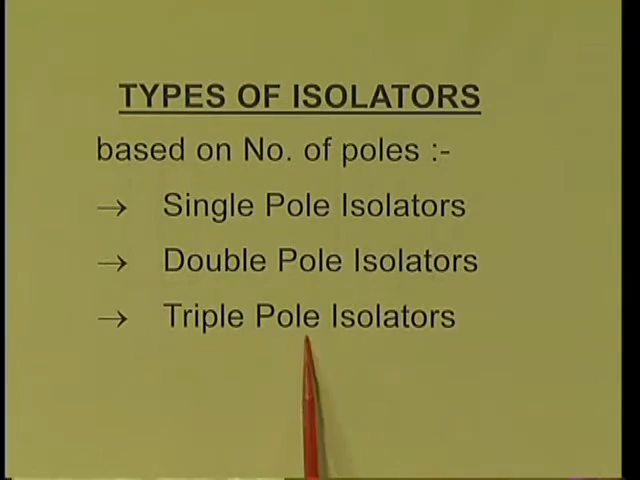 TYPES OF ISOLATORS
based on No. of poles :-
→ Single Pole Isolators
→ Double Pole Isolators
→ Triple Pole Isolators